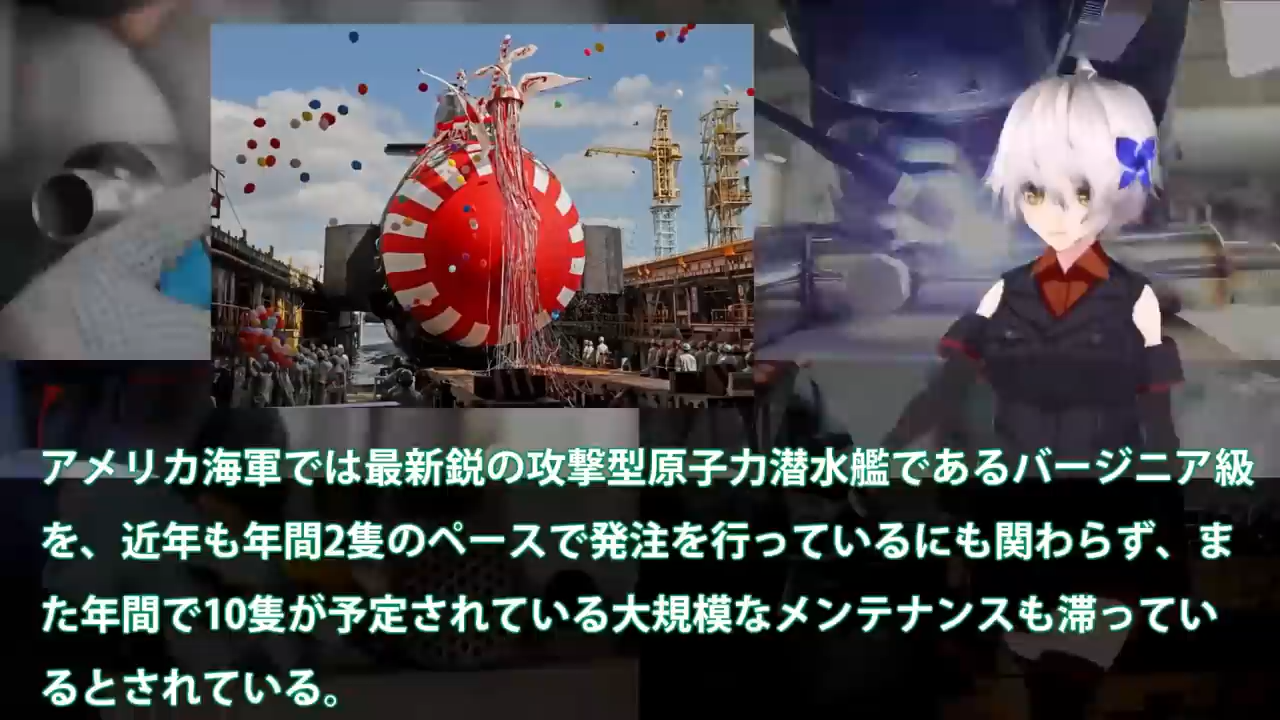 アメリカ海軍では最新鋭の攻撃型原子力潜水艦であるバージニア級
を、近年も年間2隻のペースで発注を行っているにも関わらず、ま
た年間で10隻が予定されている大規模なメンテナンスも滞ってい
るとされている。